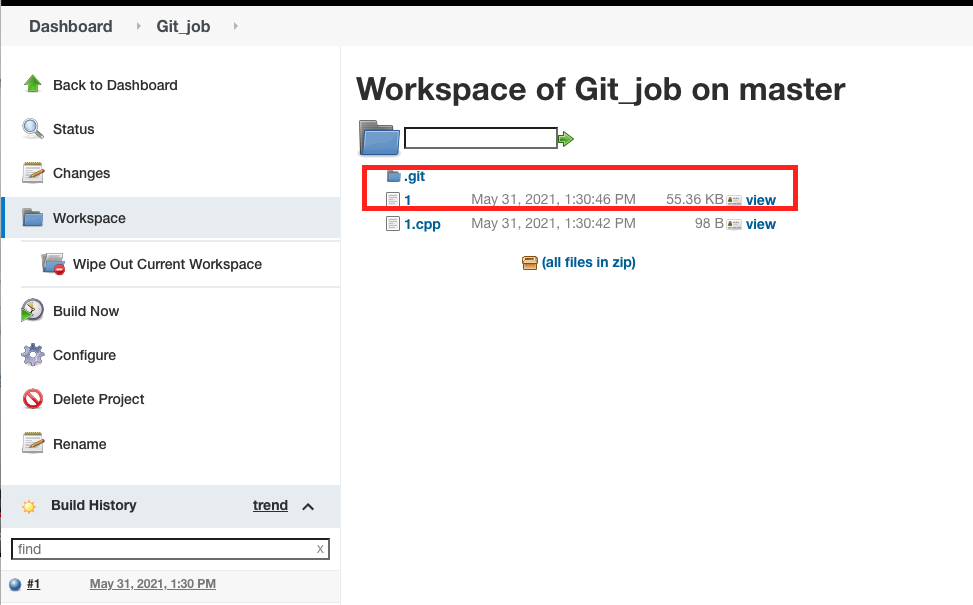 Dashboard Git_job
Back to Dashboard
Status
Changes
Workspace
Wipe Out Current Workspace
Build Now
Configure
Delete Project
Rename
Build History trend
find x
#1 May 31, 2021, 1:30 PM
Workspace of Git_job on master
.git
1 May 31, 2021, 1:30:46 PM 55.36 KB view
1.cpp May 31, 2021, 1:30:42 PM 98 B view
(all files in zip)